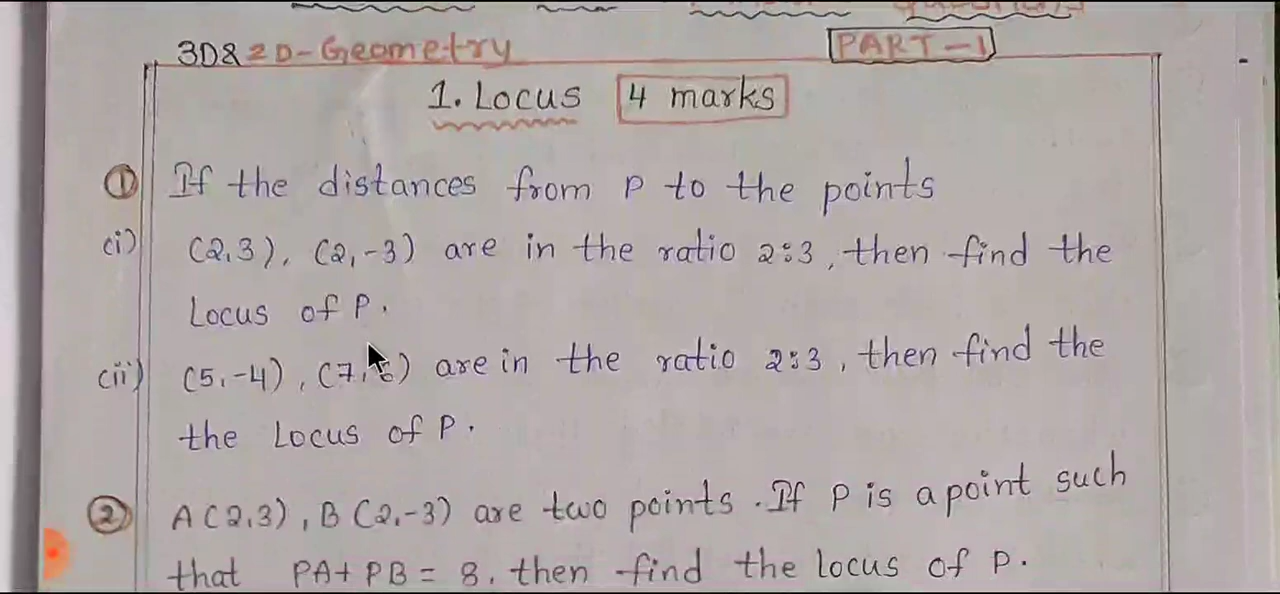 3D&2D-Geometry
PART-1
1. Locus 4 marks
① If the distances from P to the points
(i) (2,3), (2,-3) are in the ratio 2:3, then find the
Locus of P.
(ii) (5,-4), (7, ) are in the ratio 2:3, then find the
the Locus of P.
② A(2,3), B(2,-3) are two points. If P is a point such
that PA+PB = 8, then find the locus of P.